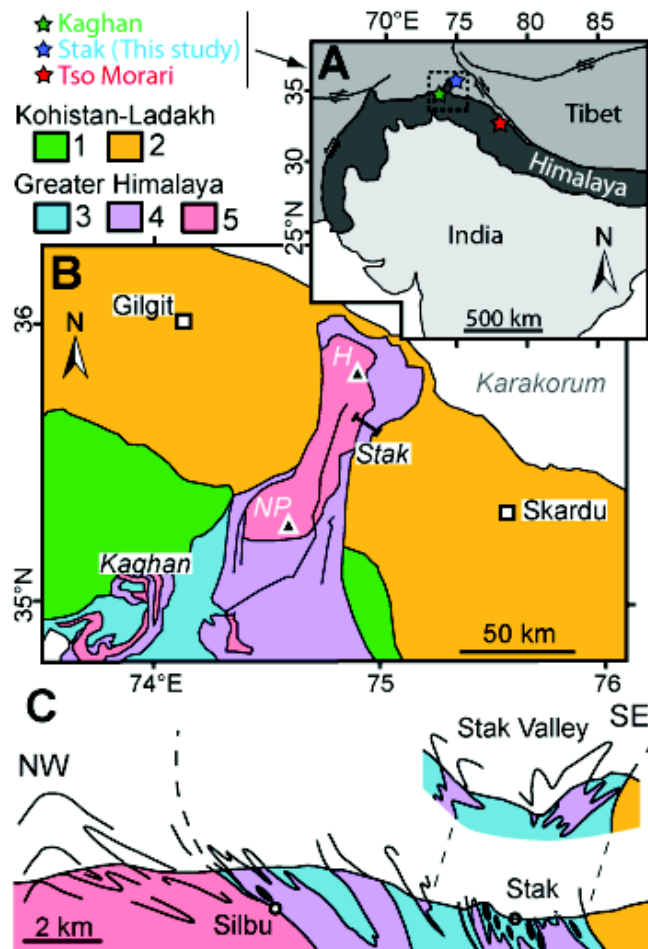 Kaghan
Stak (This study)
Tso Morari
Kohistan-Ladakh
1 2
Greater Himalaya
3 4 5
70°E 75 80 85
A
35
30
25°N
Tibet
Himalaya
India
N
500 km
B
36
35°N
N
Gilgit
H
Karakorum
Stak
NP
Skardu
Kaghan
50 km
74°E 75 76
C
NW
Stak Valley
SE
Silbu
Stak
2 km